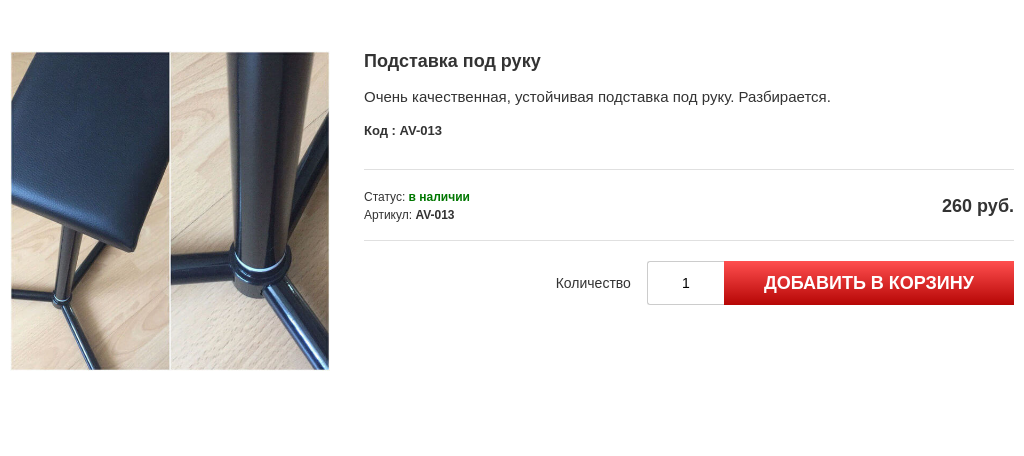 Подставка под руку
Очень качественная, устойчивая подставка под руку. Разбирается.
Код : AV-013
Статус: в наличии
Артикул: AV-013
260 руб.
Количество
1
ДОБАВИТЬ В КОРЗИНУ